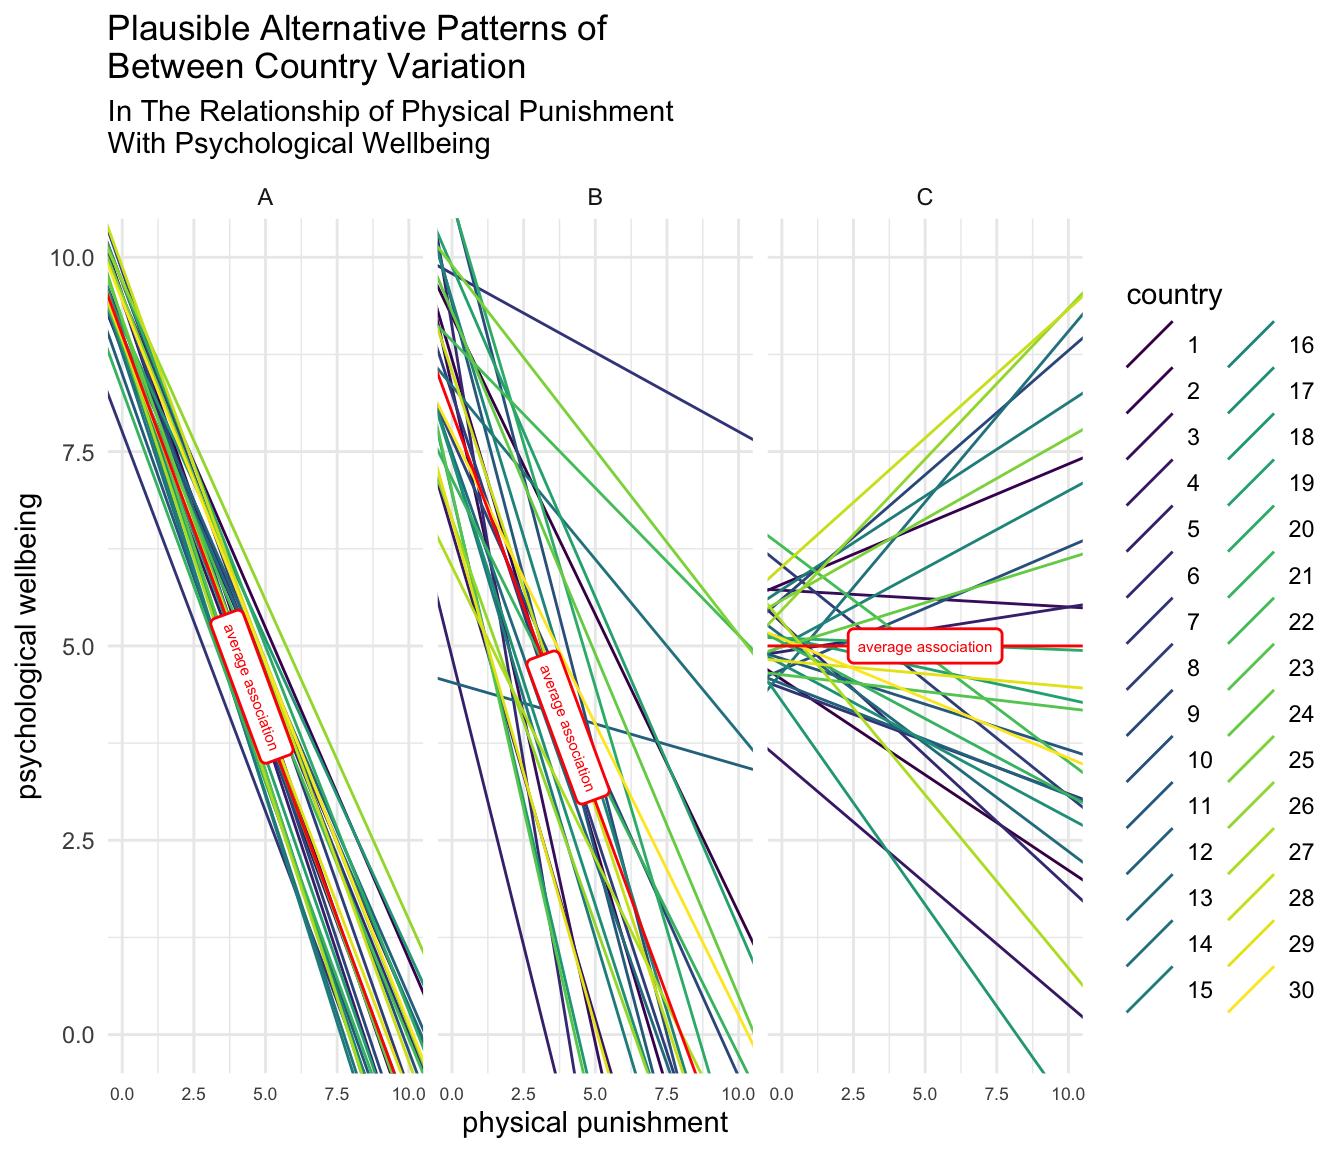 Plausible Alternative Patterns of
Between Country Variation
In The Relationship of Physical Punishment
With Psychological Wellbeing
A
B
C
10.0
7.5
5.0
2.5
0.0
psychological wellbeing
average association
average association
average association
0.0 2.5 5.0 7.5 10.0
0.0 2.5 5.0 7.5 10.0
0.0 2.5 5.0 7.5 10.0
physical punishment
country
1 16
2 17
3 18
4 19
5 20
6 21
7 22
8 23
9 24
10 25
11 26
12 27
13 28
14 29
15 30